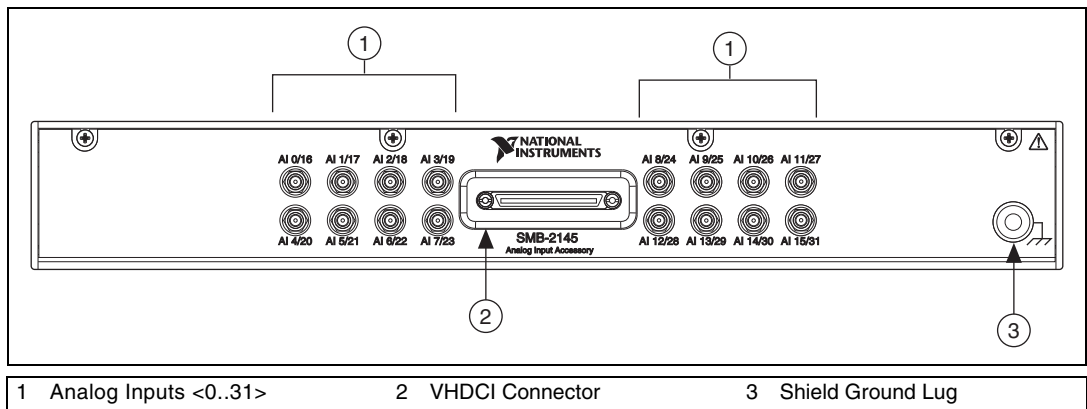 1 1
NATIONAL
INSTRUMENTS
AI 0/16 AI 1/17 AI 2/18 AI 3/19 AI 8/24 AI 9/25 AI 10/26 AI 11/27
AI 4/20 AI 5/21 AI 6/22 AI 7/23 SMB-2145 AI 12/28 AI 13/29 AI 14/30 AI 15/31
Analog Input Accessory
2 3
1 Analog Inputs <0..31> 2 VHDCI Connector 3 Shield Ground Lug